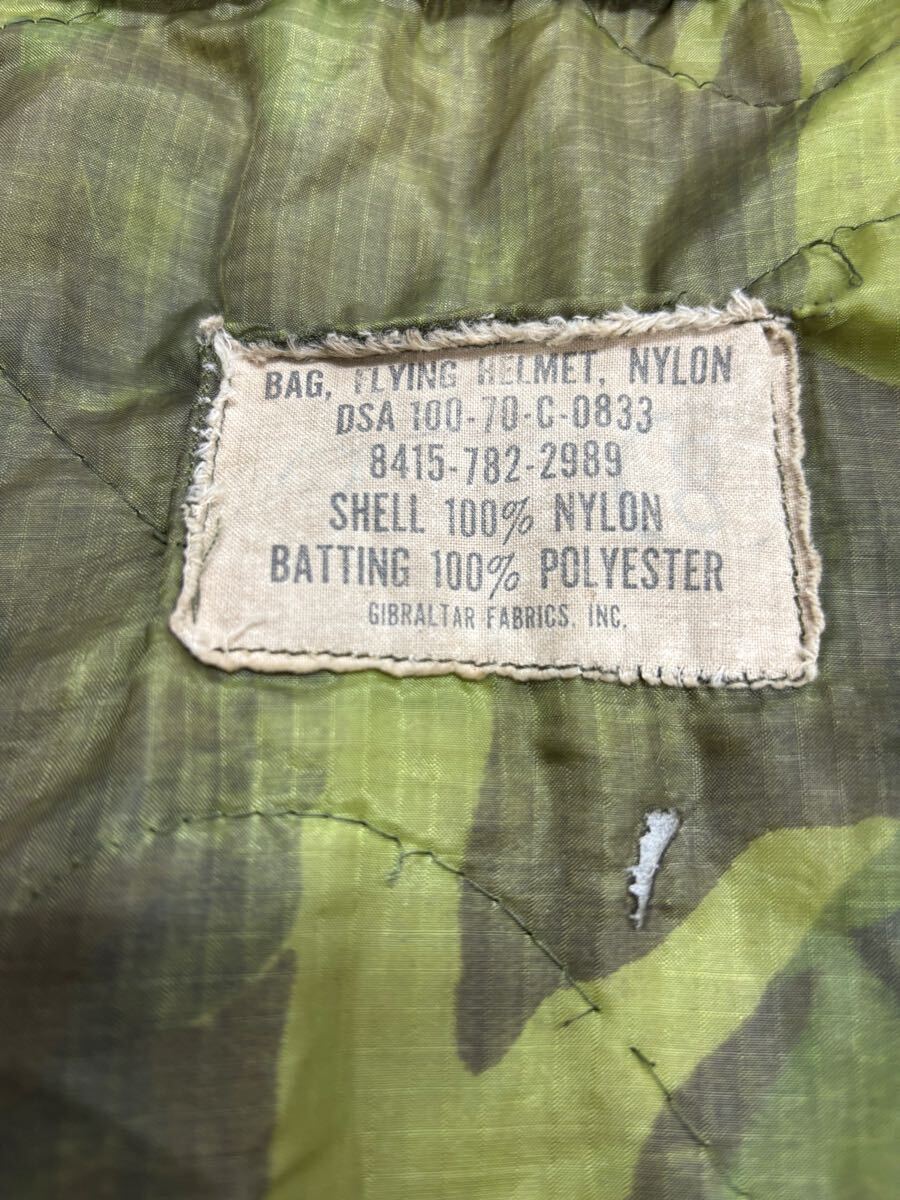 BAG, FLYING HELMET, NYLON
DSA 100-70-C-0833
8415-782-2989
SHELL 100% NYLON
BATTING 100% POLYESTER
GIBRALTAR FABRICS, INC.